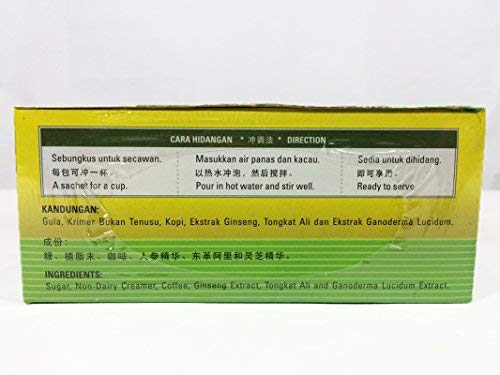 CARA HIDANGAN * 冲调法 * DIRECTION
Sebungkus untuk secawan.
每包可冲一杯.
A sachet for a cup.
Masukkan air panas dan kacau.
以热水冲泡, 然后搅拌.
Pour in hot water and stir well.
Sedia untuk dihidang.
即可享用.
Ready to serve
KANDUNGAN:
Gula, Krimer Bukan Tenusu, Kopi, Ekstrak Ginseng, Tongkat Ali dan Ekstrak Ganoderma Lucidum.
成份:
糖、植脂末、咖啡、人参精华、东革阿里和灵芝精华。
INGREDIENTS:
Sugar, Non-Dairy Creamer, Coffee, Ginseng Extract, Tongkat Ali and Ganoderma Lucidum Extract.